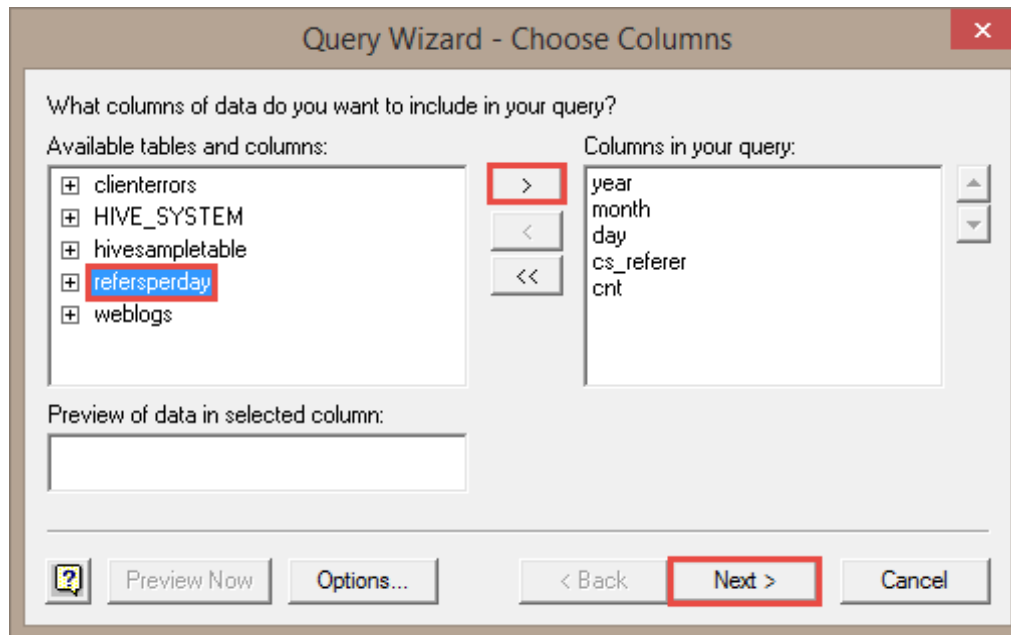 Query Wizard - Choose Columns
What columns of data do you want to include in your query?
Available tables and columns:
clienterrors
HIVE_SYSTEM
hivesampletable
refersperday
weblogs
>
<
<<
Columns in your query:
year
month
day
cs_referer
cnt
Preview of data in selected column:
Preview Now
Options...
< Back
Next >
Cancel